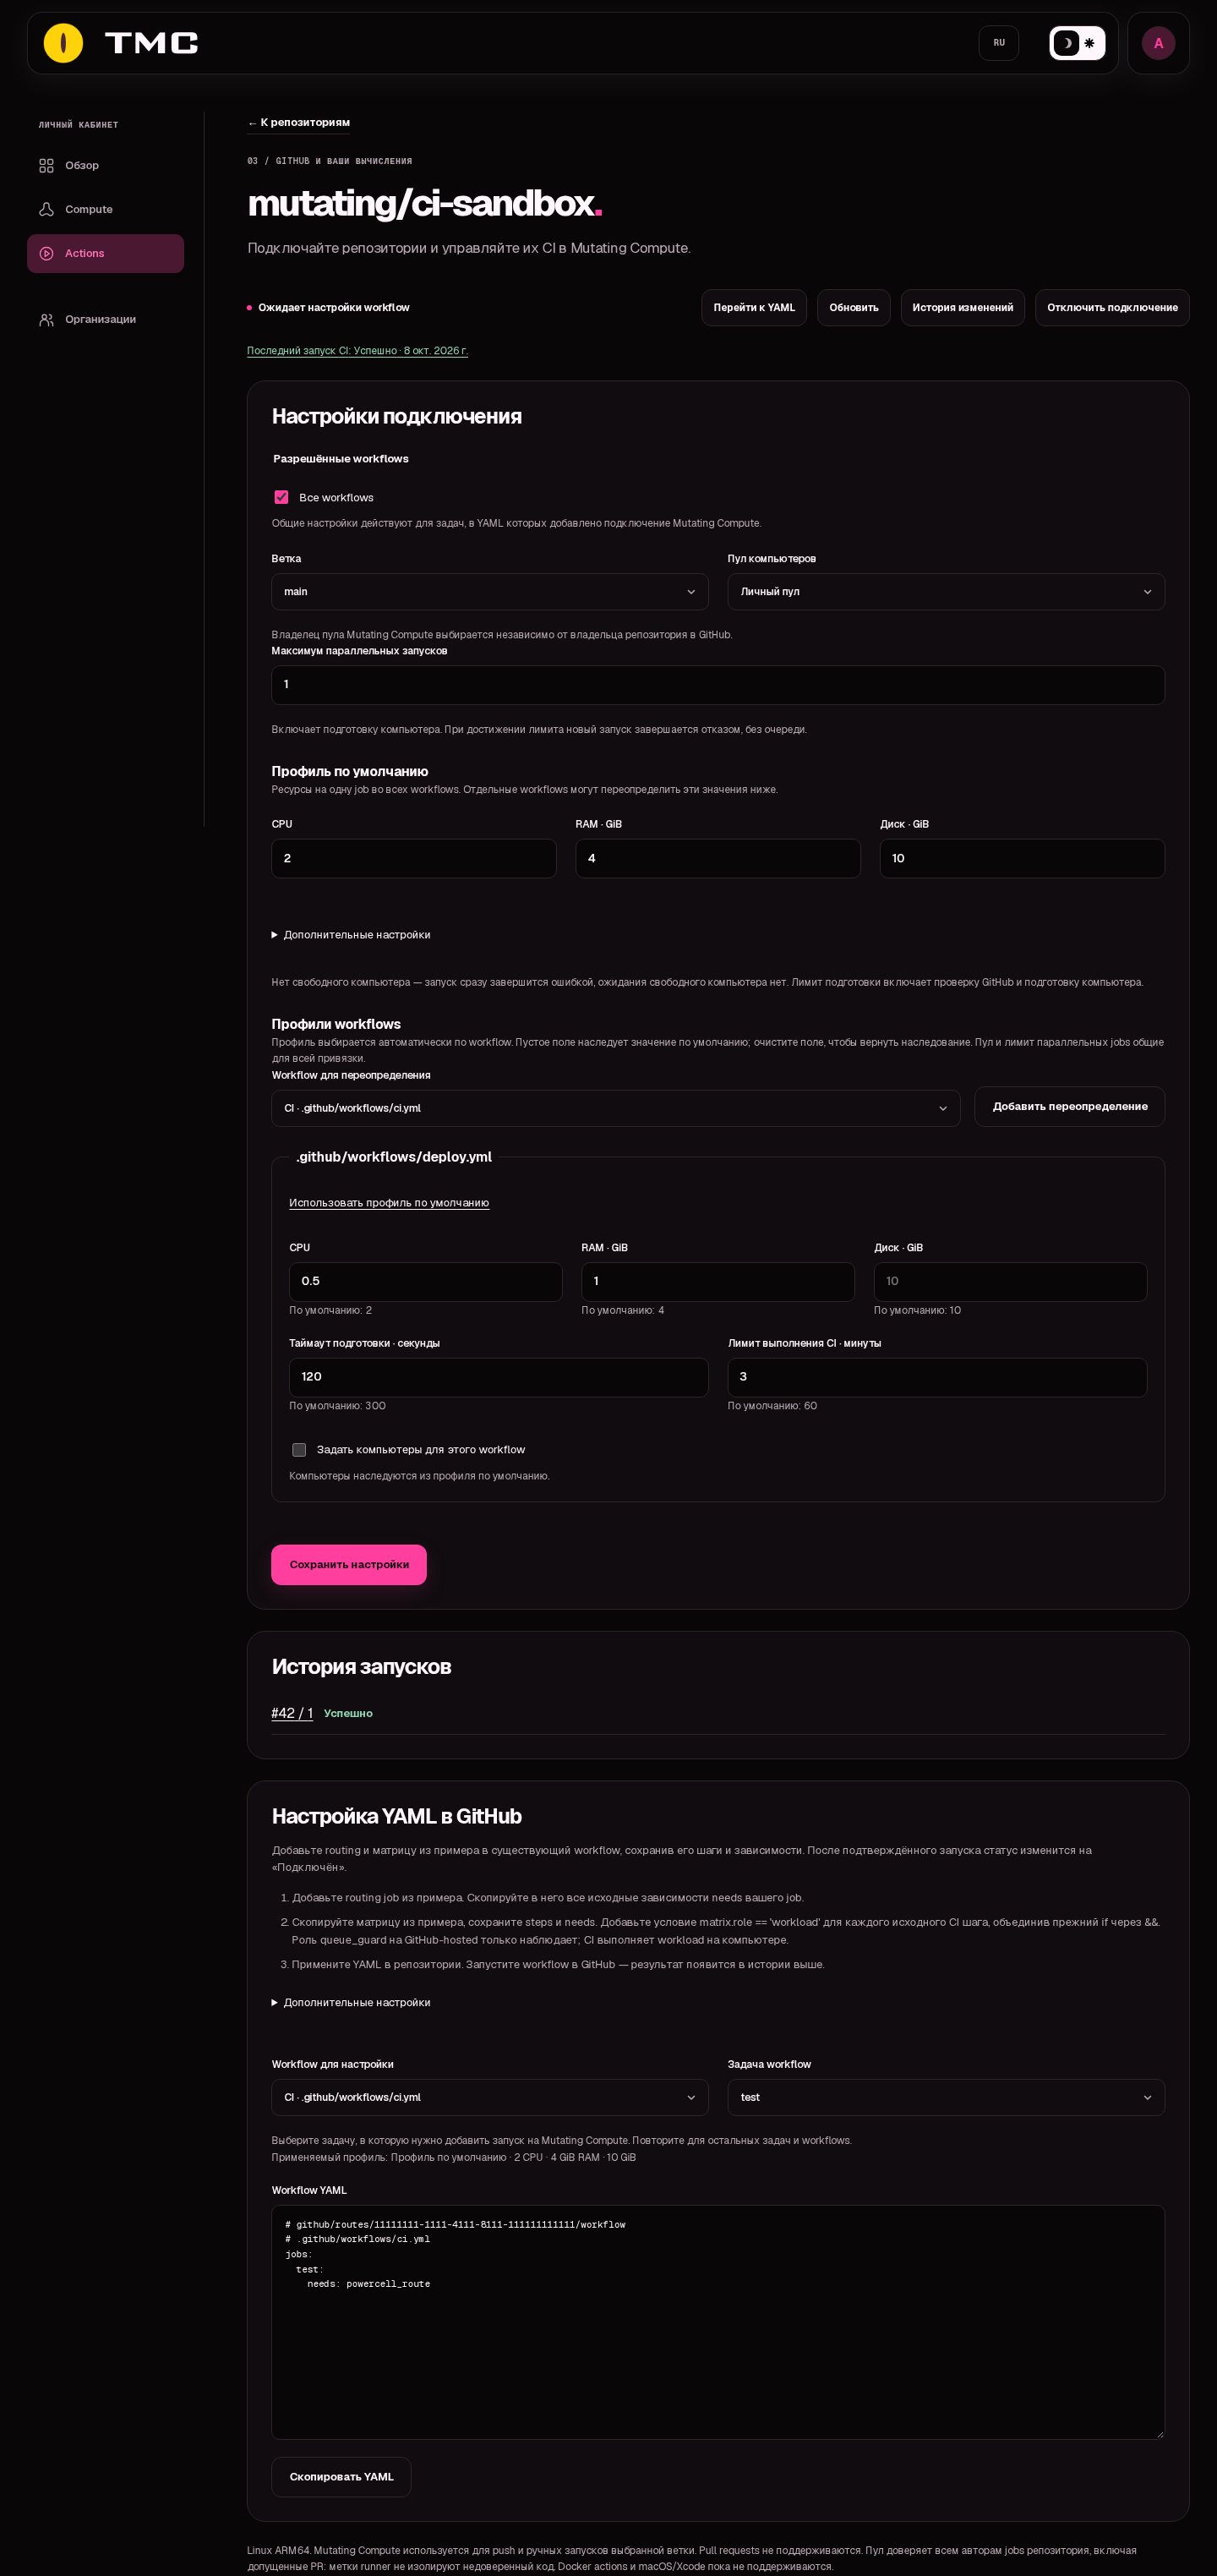 TMC
RU
A
ЛИЧНЫЙ КАБИНЕТ
Обзор
Compute
Actions
Организации
← К репозиториям
03 / GITHUB И ВАШИ ВЫЧИСЛЕНИЯ
mutating/ci-sandbox.
Подключайте репозитории и управляйте их CI в Mutating Compute.
Ожидает настройки workflow
Перейти к YAML
Обновить
История изменений
Отключить подключение
Последний запуск CI: Успешно · 8 окт. 2026 г.
Настройки подключения
Разрешённые workflows
Все workflows
Общие настройки действуют для задач, в YAML которых добавлено подключение Mutating Compute.
Ветка
Пул компьютеров
main
Личный пул
Владелец пула Mutating Compute выбирается независимо от владельца репозитория в GitHub.
Максимум параллельных запусков
1
Включает подготовку компьютера. При достижении лимита новый запуск завершается отказом, без очереди.
Профиль по умолчанию
Ресурсы на одну job во всех workflows. Отдельные workflows могут переопределить эти значения ниже.
CPU
RAM · GiB
Диск · GiB
2
4
10
Дополнительные настройки
Нет свободного компьютера — запуск сразу завершится ошибкой, ожидания свободного компьютера нет. Лимит подготовки включает проверку GitHub и подготовку компьютера.
Профили workflows
Профиль выбирается автоматически по workflow. Пустое поле наследует значение по умолчанию; очистите поле, чтобы вернуть наследование. Пул и лимит параллельных jobs общие
для всей привязки.
Workflow для переопределения
CI · .github/workflows/ci.yml
Добавить переопределение
.github/workflows/deploy.yml
Использовать профиль по умолчанию
CPU
RAM · GiB
Диск · GiB
0.5
1
10
По умолчанию: 2
По умолчанию: 4
По умолчанию: 10
Таймаут подготовки · секунды
Лимит выполнения CI · минуты
120
3
По умолчанию: 300
По умолчанию: 60
Задать компьютеры для этого workflow
Компьютеры наследуются из профиля по умолчанию.
Сохранить настройки
История запусков
#42 / 1
Успешно
Настройка YAML в GitHub
Добавьте routing и матрицу из примера в существующий workflow, сохранив его шаги и зависимости. После подтверждённого запуска статус изменится на
«Подключён».
1. Добавьте routing job из примера. Скопируйте в него все исходные зависимости needs вашего job.
2. Скопируйте матрицу из примера, сохраните steps и needs. Добавьте условие matrix.role == 'workload' для каждого исходного CI шага, объединив прежний if через &&.
Роль queue_guard на GitHub-hosted только наблюдает; CI выполняет workload на компьютере.
3. Примените YAML в репозитории. Запустите workflow в GitHub — результат появится в истории выше.
Дополнительные настройки
Workflow для настройки
Задача workflow
CI · .github/workflows/ci.yml
test
Выберите задачу, в которую нужно добавить запуск на Mutating Compute. Повторите для остальных задач и workflows.
Применяемый профиль: Профиль по умолчанию · 2 CPU · 4 GiB RAM · 10 GiB
Workflow YAML
# github/routes/11111111-1111-4111-8111-111111111111/workflow
# .github/workflows/ci.yml
jobs:
test:
needs: powercell_route
Скопировать YAML
Linux ARM64. Mutating Compute используется для push и ручных запусков выбранной ветки. Pull requests не поддерживаются. Пул доверяет всем авторам jobs репозитория, включая
допущенные PR: метки runner не изолируют недоверенный код. Docker actions и macOS/Xcode пока не поддерживаются.